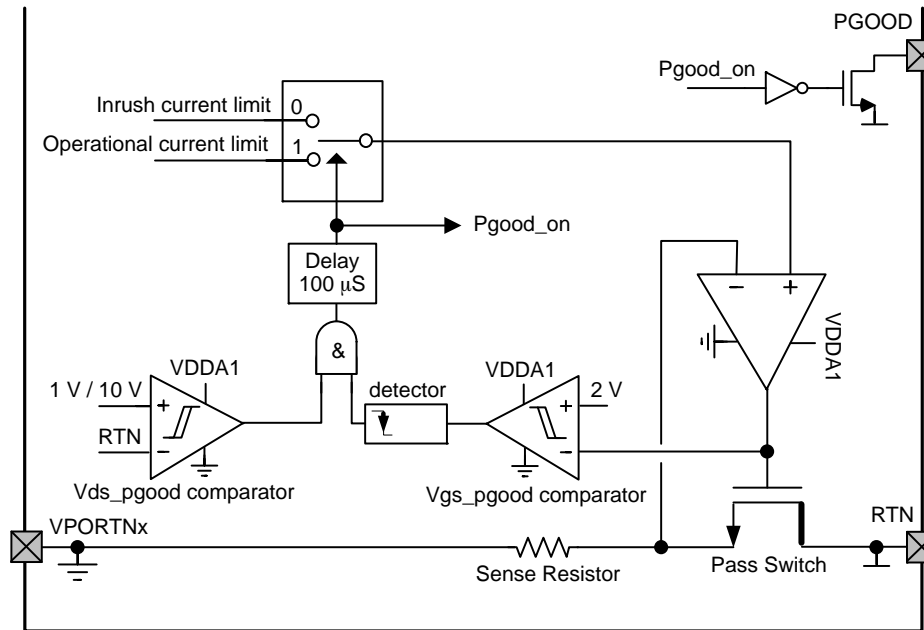 PGOOD
Pgood_on
Inrush current limit
0
Operational current limit
1
Pgood_on
Delay
100 μS
−
+
VDDA1
&
VDDA1
VDDA1
1 V / 10 V
+
detector
+
2 V
RTN
−
−
Vds_pgood comparator
Vgs_pgood comparator
VPORTNx
RTN
Sense Resistor
Pass Switch